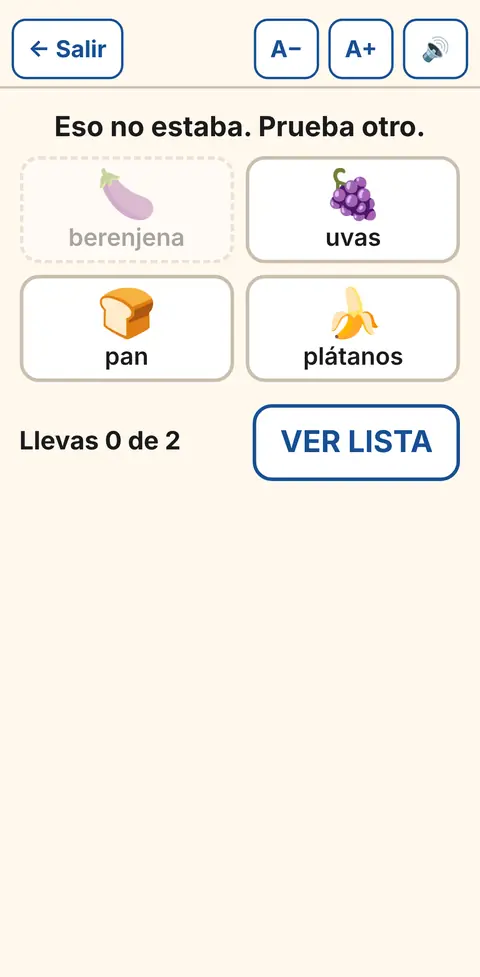 ← Salir
A−
A+
Eso no estaba. Prueba otro.
berenjena
uvas
pan
plátanos
Llevas 0 de 2
VER LISTA